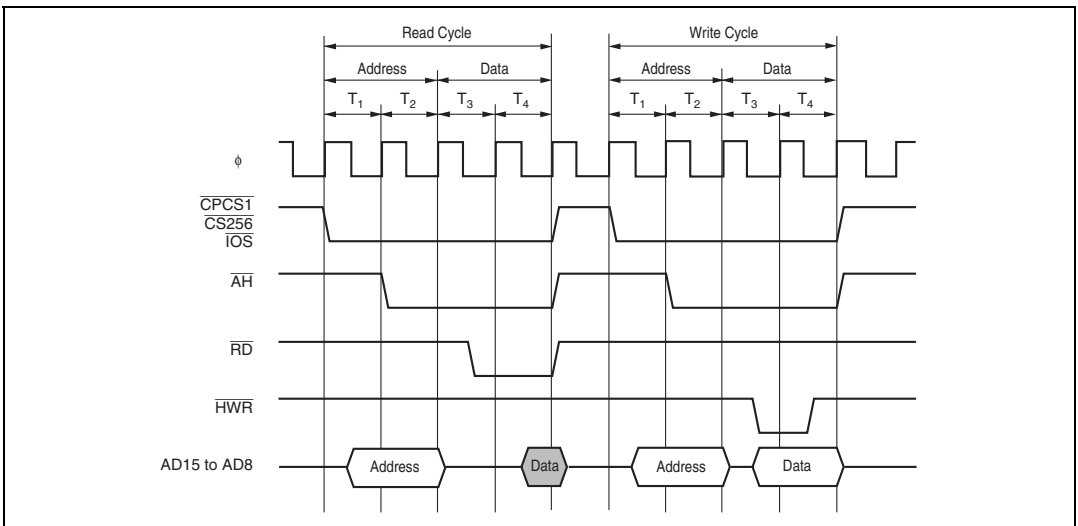 Read Cycle Write Cycle
Address Data Address Data
T1 T2 T3 T4 T1 T2 T3 T4
ϕ
CPCS1
CS256
IOS
AH
RD
HWR
AD15 to AD8 Address Data Address Data